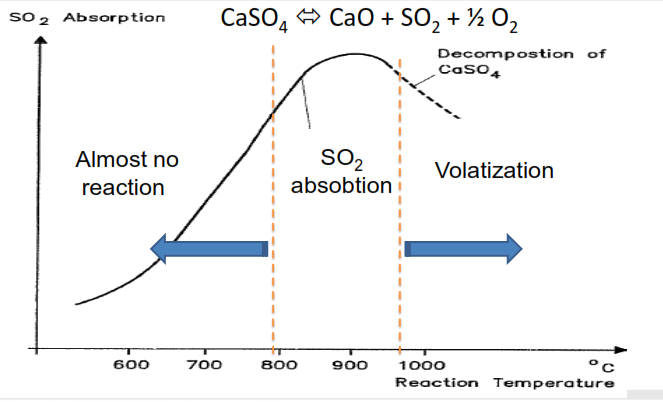 SO₂ Absorption
CaSO₄ ⇔ CaO + SO₂ + ½ O₂
Decompostion of
CaSO₄
Almost no
reaction
SO₂
absobtion
Volatization
600 700 800 900 1000 °C
Reaction Temperature